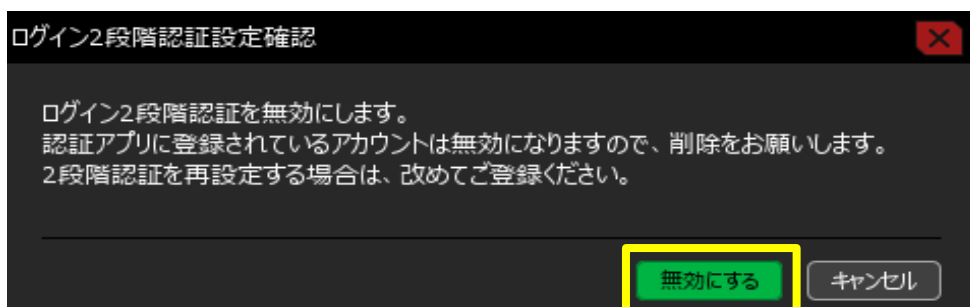 ログイン2段階認証設定確認
ログイン2段階認証を無効にします。
認証アプリに登録されているアカウントは無効になりますので、削除をお願いします。
2段階認証を再設定する場合は、改めてご登録ください。
無効にする
キャンセル